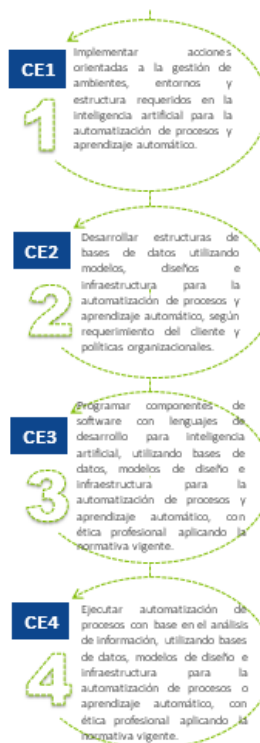 CE1
1
Implementar acciones
orientadas a la gestión de
ambientes, entornos y
estructura requeridos en la
inteligencia artificial para la
automatización de procesos y
aprendizaje automático.
CE2
2
Desarrollar estructuras de
bases de datos utilizando
modelos, diseños e
infraestructura para la
automatización de procesos y
aprendizaje automático, según
requerimiento del cliente y
políticas organizacionales.
CE3
3
Programar componentes de
software con lenguajes de
desarrollo para inteligencia
artificial, utilizando bases de
datos, modelos de diseño e
infraestructura para la
automatización de procesos y
aprendizaje automático, con
ética profesional aplicando la
normativa vigente.
CE4
4
Ejecutar automatización de
procesos con base en el análisis
de información, utilizando bases
de datos, modelos de diseño e
infraestructura para la
automatización de procesos o
aprendizaje automático, con
ética profesional aplicando la
normativa vigente.